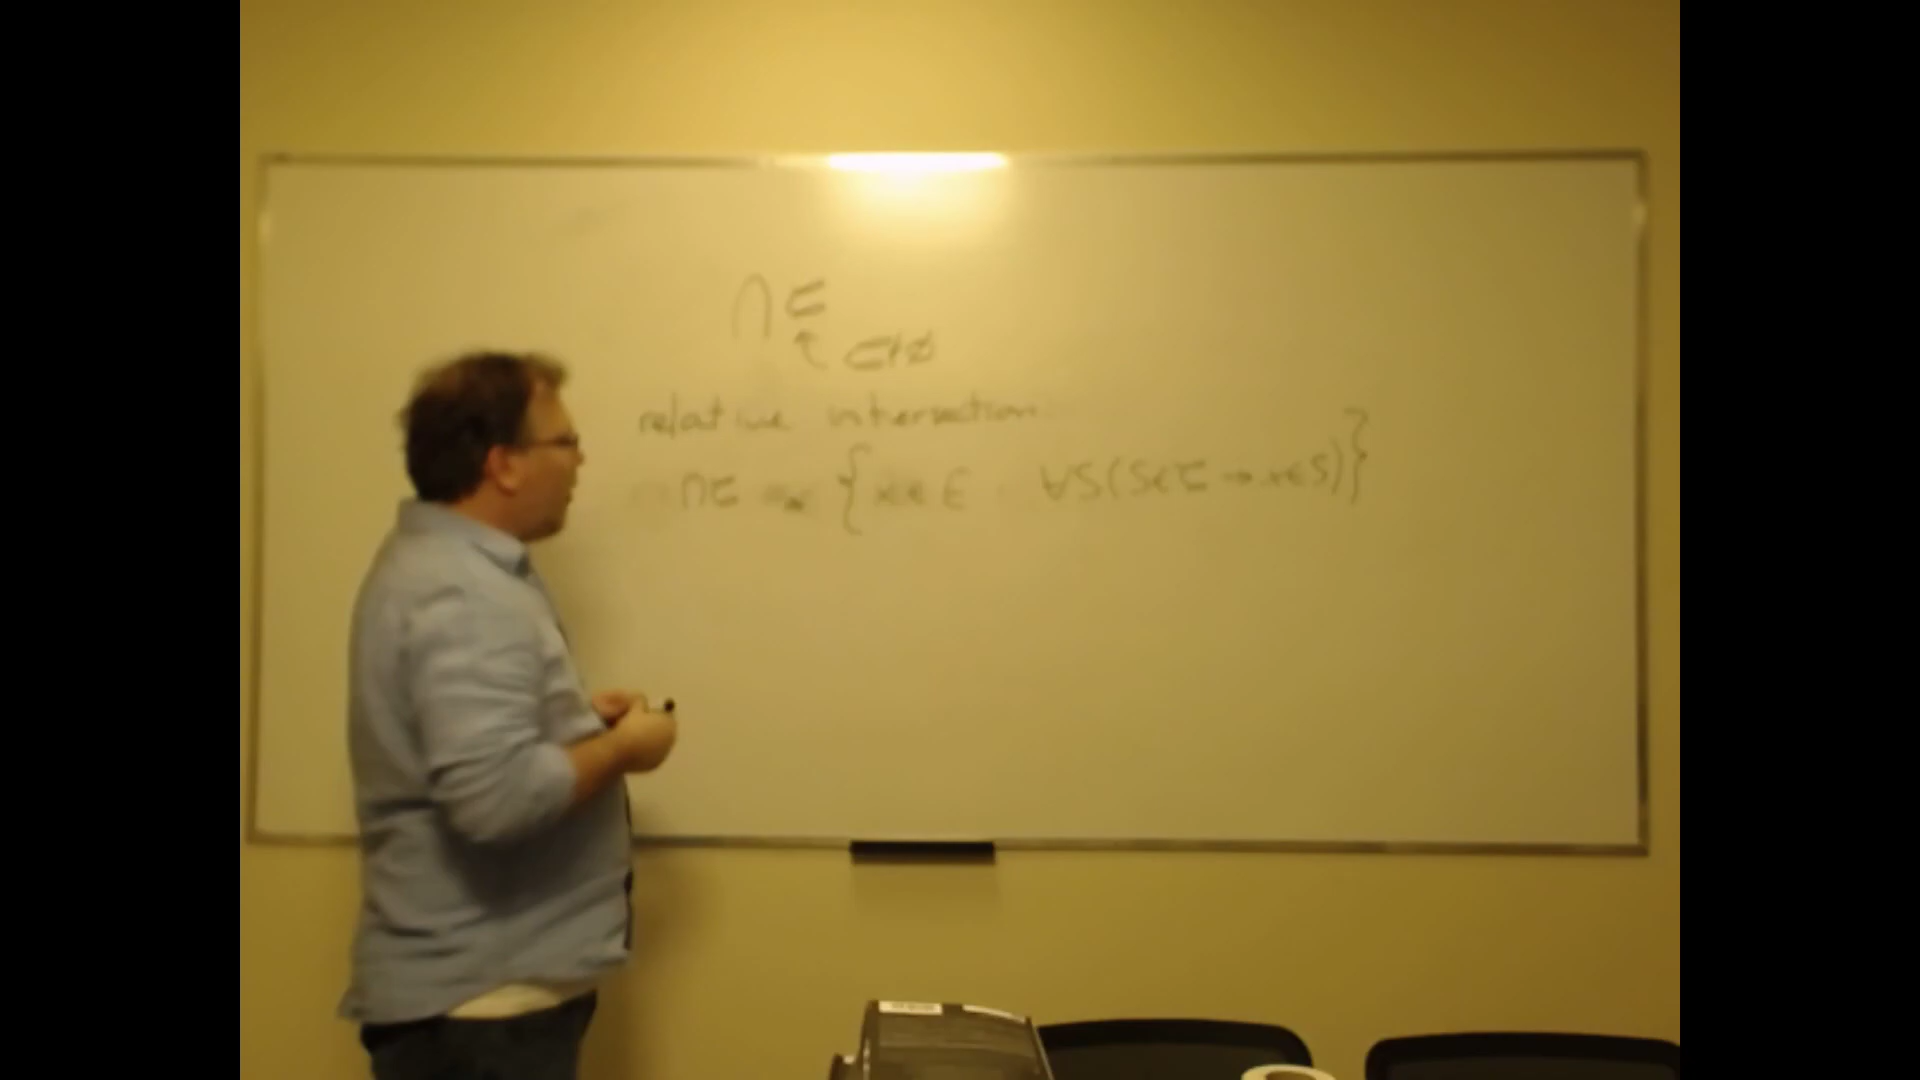 ⋂ C
↑ C≠∅
relative intersection
∩C = {x∈E : ∀S(S∈C → x∈S)}